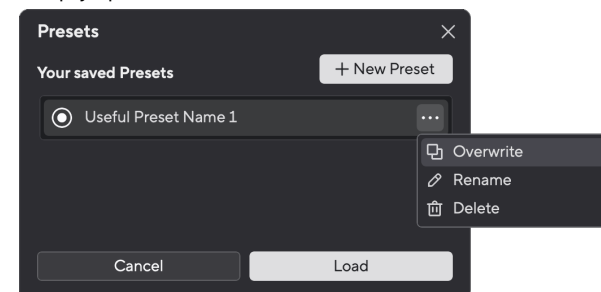 Presets
Your saved Presets
+ New Preset
Useful Preset Name 1
Overwrite
Rename
Delete
Cancel
Load